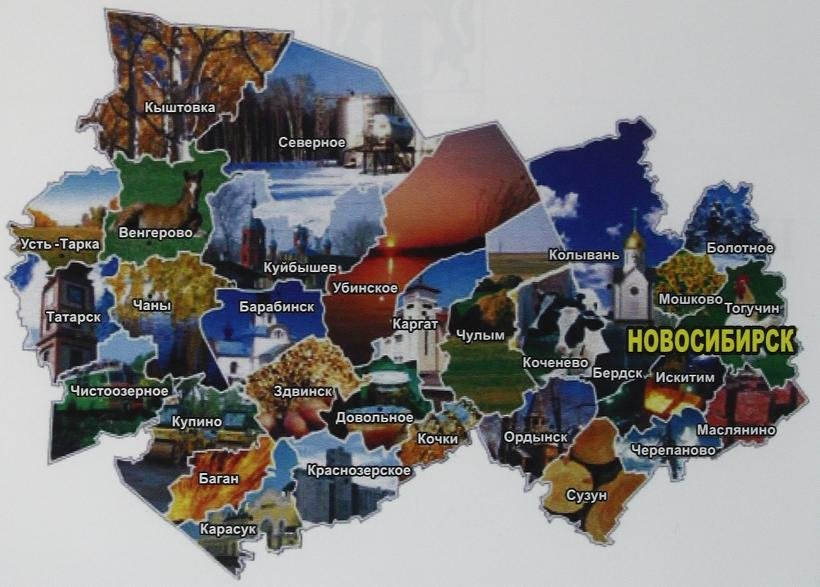 Кыштовка
Северное
Усть -Тарка
Венгерово
Куйбышев
Колывань
Болотное
Убинское
Чаны
Барабинск
Татарск
Каргат
Чулым
Мошково
Тогучин
НОВОСИБИРСК
Коченево
Бердск
Искитим
Чистоозерное
Здвинск
Купино
Довольное
Кочки
Ордынск
Маслянино
Черепаново
Баган
Краснозерское
Сузун
Карасук